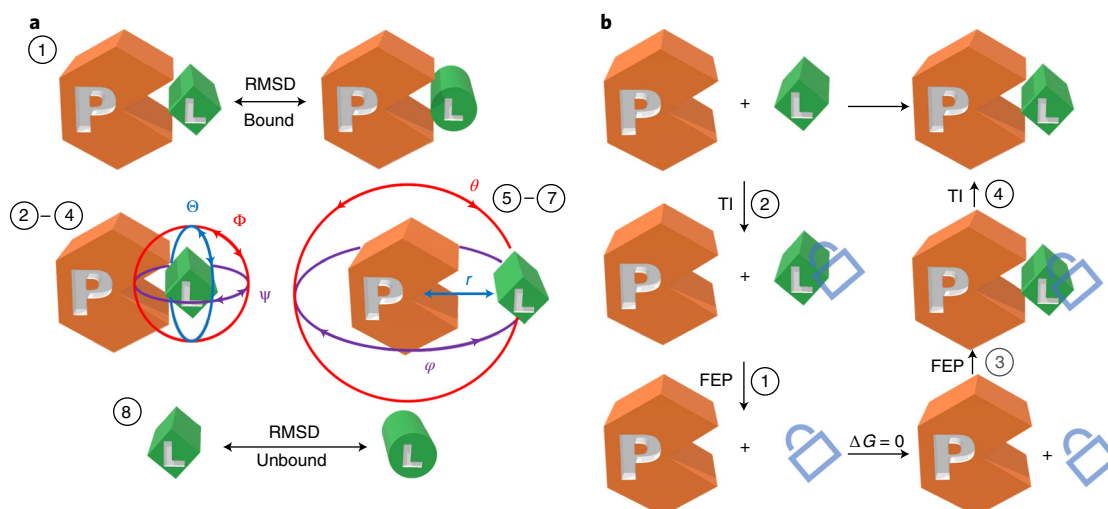 a
1
P
L
RMSD
Bound
P
L
2 – 4
Θ
Φ
P
L
ψ
θ
5 – 7
P
r
L
φ
8
L
RMSD
Unbound
L
b
P
+
L
P
L
TI
2
TI
4
P
+
L
P
L
FEP
1
FEP
3
P
+
ΔG = 0
P
+